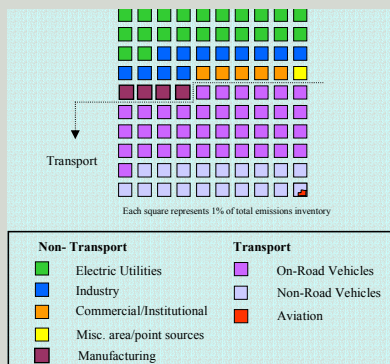 Transport
Each square represents 1% of total emissions inventory
Non- Transport
Electric Utilities
Industry
Commercial/Institutional
Misc. area/point sources
Manufacturing
Transport
On-Road Vehicles
Non-Road Vehicles
Aviation